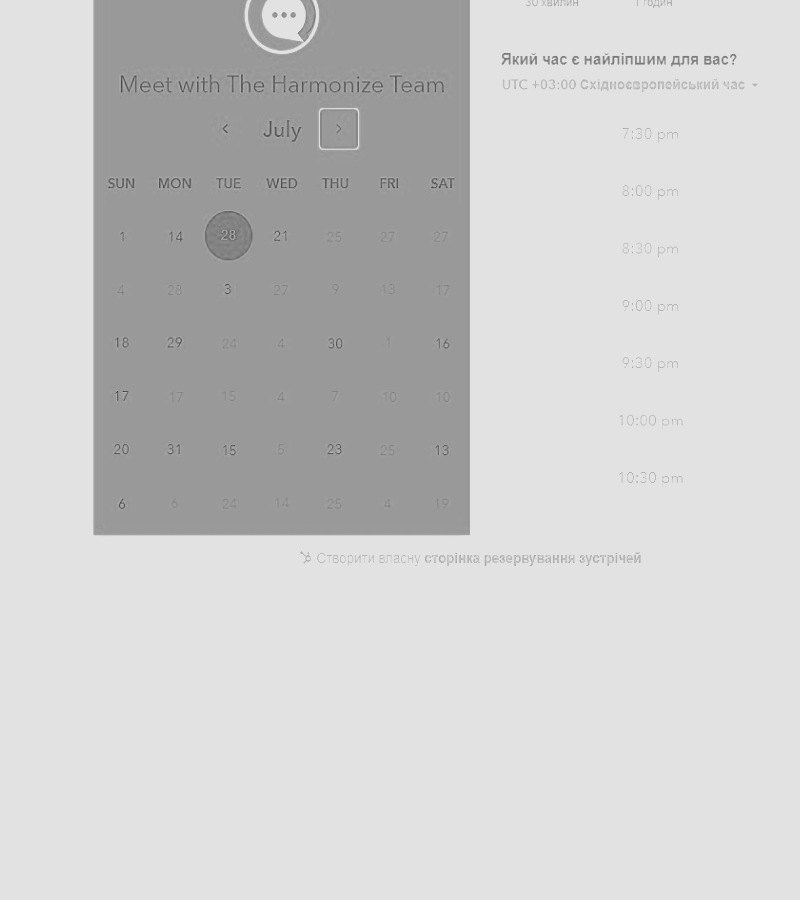 30 хвилин 1 годин
Meet with The Harmonize Team
July
SUN MON TUE WED THU FRI SAT
1 14 28 21 25 27 27
4 28 3 27 9 13 17
18 29 24 4 30 1 16
17 17 15 4 7 10 10
20 31 15 5 23 25 13
6 6 24 14 25 4 19
Який час є найліпшим для вас?
UTC +03:00 Східноєвропейський час
7:30 pm
8:00 pm
8:30 pm
9:00 pm
9:30 pm
10:00 pm
10:30 pm
Створити власну сторінка резервування зустрічей